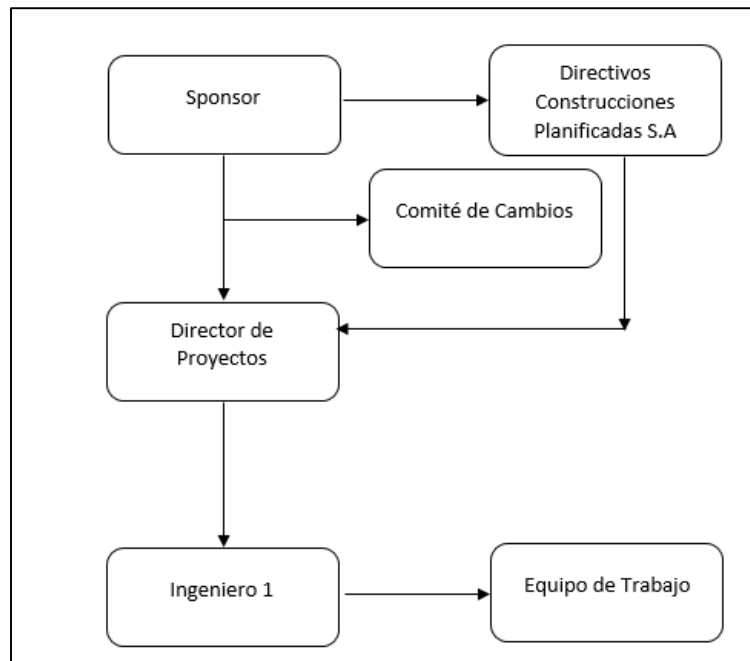 Sponsor
Directivos
Construcciones
Planificadas S.A
Comité de Cambios
Director de
Proyectos
Ingeniero 1
Equipo de Trabajo